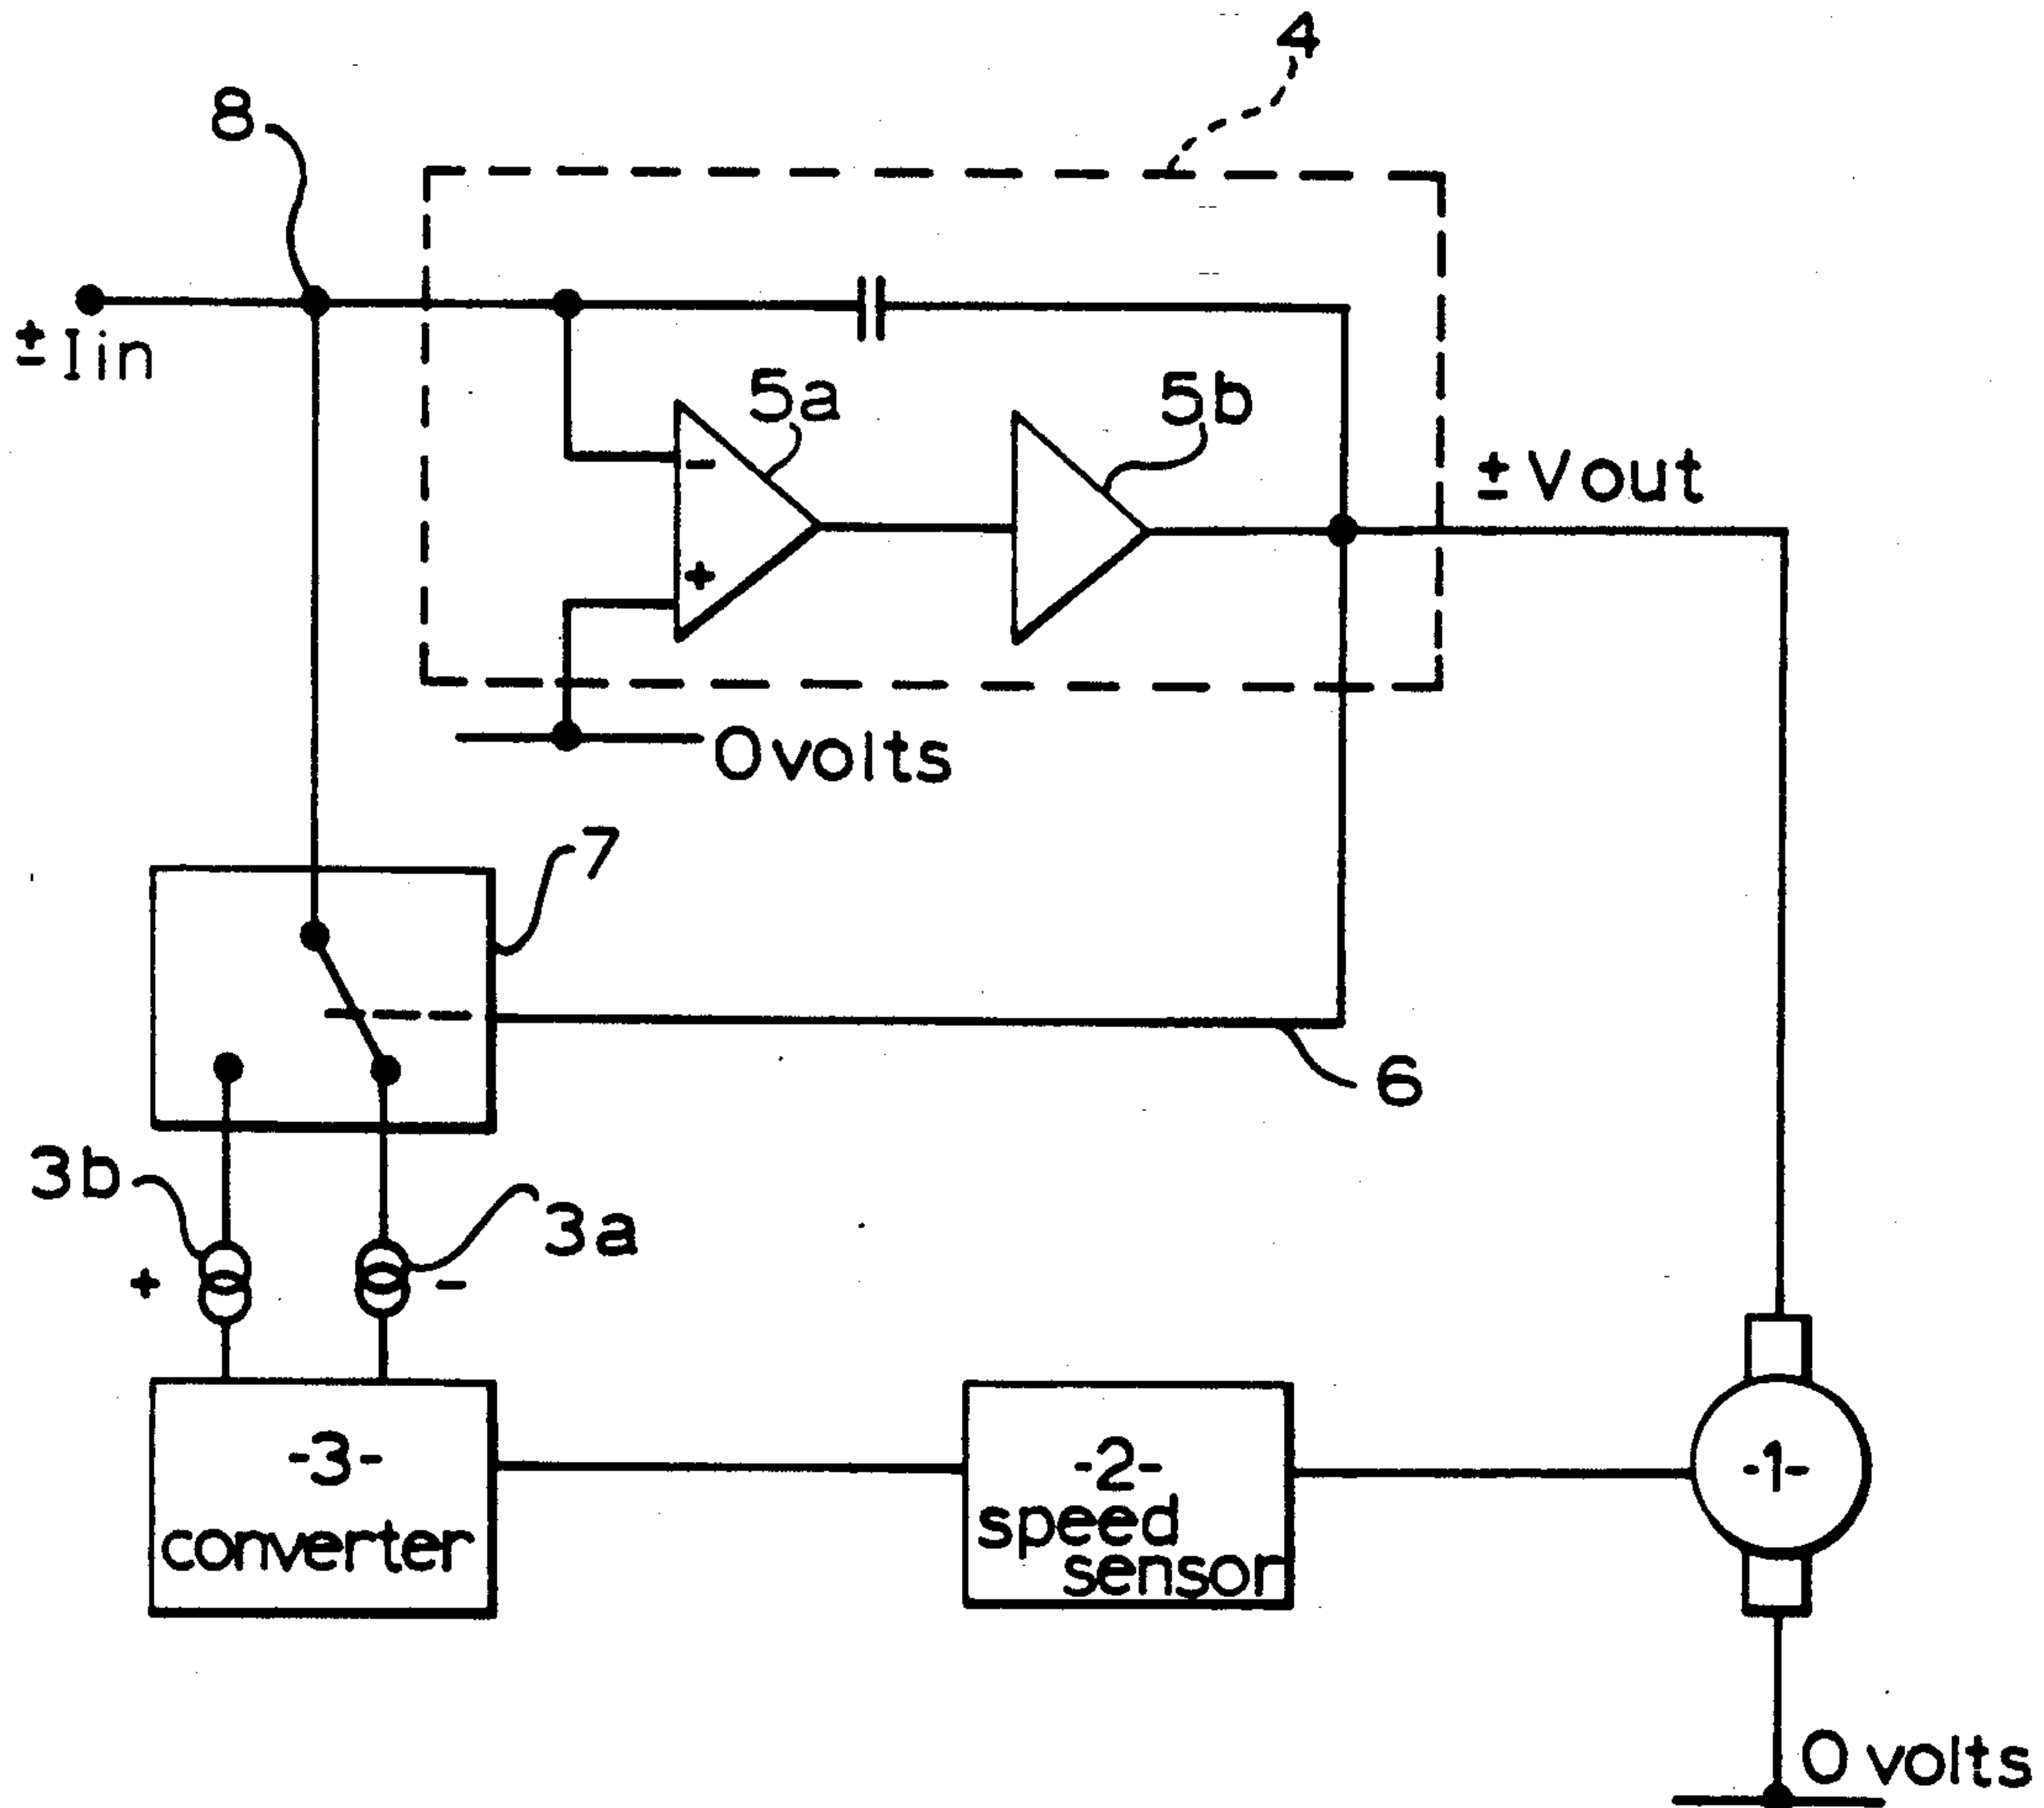 4
8
±Iin
5a
5b
-
+
±Vout
0volts
7
6
3b
3a
+
-
-3-
converter
-2-
speed
sensor
-1-
0 volts